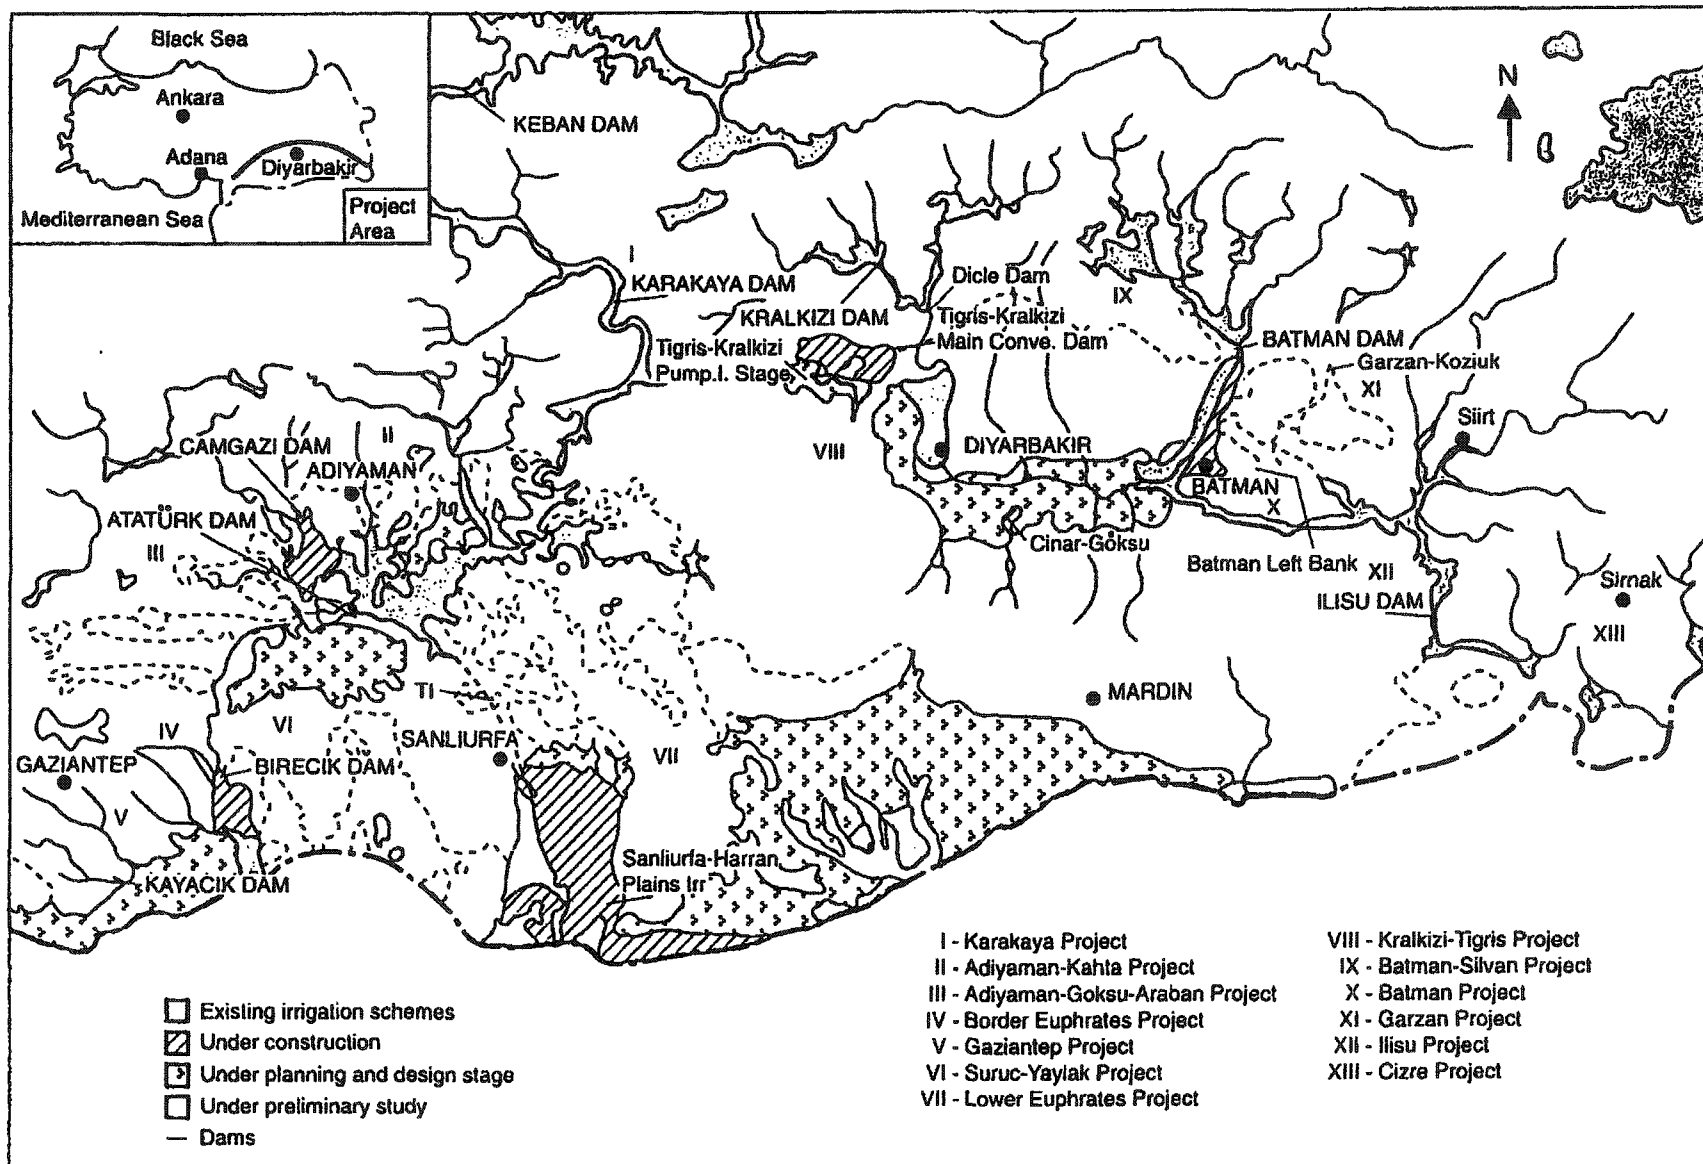 Black Sea
Ankara
Adana
Diyarbakir
Mediterranean Sea
Project
Area
N
KEBAN DAM
I
KARAKAYA DAM
Dicle Dam
IX
KRALKIZI DAM
Tigris-Kralkizi
Main Conve. Dam
Tigris-Kralkizi
Pump.I. Stage
BATMAN DAM
Garzan-Koziuk
XI
Siirt
II
CAMGAZI DAM
ADIYAMAN
VIII
DIYARBAKIR
BATMAN
X
ATATÜRK DAM
III
Cinar-Göksu
Batman Left Bank
XII
Sirnak
ILISU DAM
XIII
TI
MARDIN
IV
VI
SANLIURFA
VII
GAZIANTEP
BIRECIK DAM
V
KAYACIK DAM
Sanliurfa-Harran
Plains Irr
I - Karakaya Project
II - Adiyaman-Kahta Project
III - Adiyaman-Goksu-Araban Project
IV - Border Euphrates Project
V - Gaziantep Project
VI - Suruc-Yaylak Project
VII - Lower Euphrates Project
VIII - Kralkizi-Tigris Project
IX - Batman-Silvan Project
X - Batman Project
XI - Garzan Project
XII - Ilisu Project
XIII - Cizre Project
Existing irrigation schemes
Under construction
Under planning and design stage
Under preliminary study
Dams